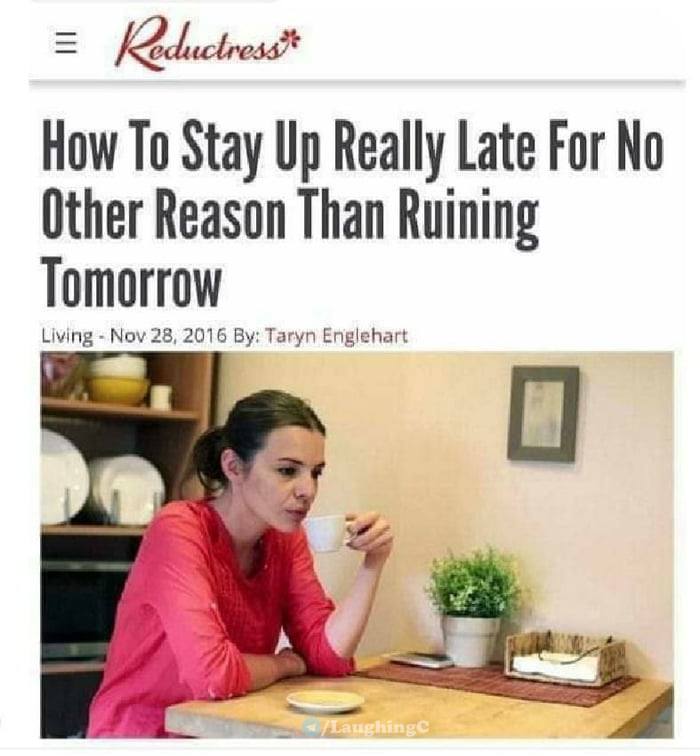 Reductress
How To Stay Up Really Late For No
Other Reason Than Ruining
Tomorrow
Living - Nov 28, 2016 By: Taryn Englehart
/LaughingC